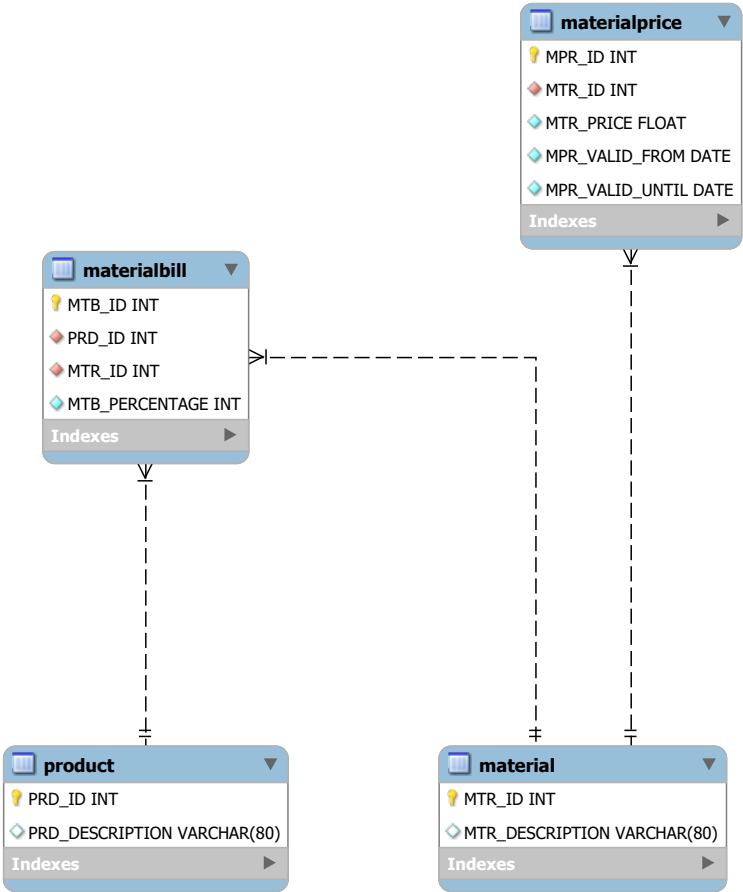 materialprice
MPR_ID INT
MTR_ID INT
MTR_PRICE FLOAT
MPR_VALID_FROM DATE
MPR_VALID_UNTIL DATE
Indexes
materialbill
MTB_ID INT
PRD_ID INT
MTR_ID INT
MTB_PERCENTAGE INT
Indexes
product
PRD_ID INT
PRD_DESCRIPTION VARCHAR(80)
Indexes
material
MTR_ID INT
MTR_DESCRIPTION VARCHAR(80)
Indexes